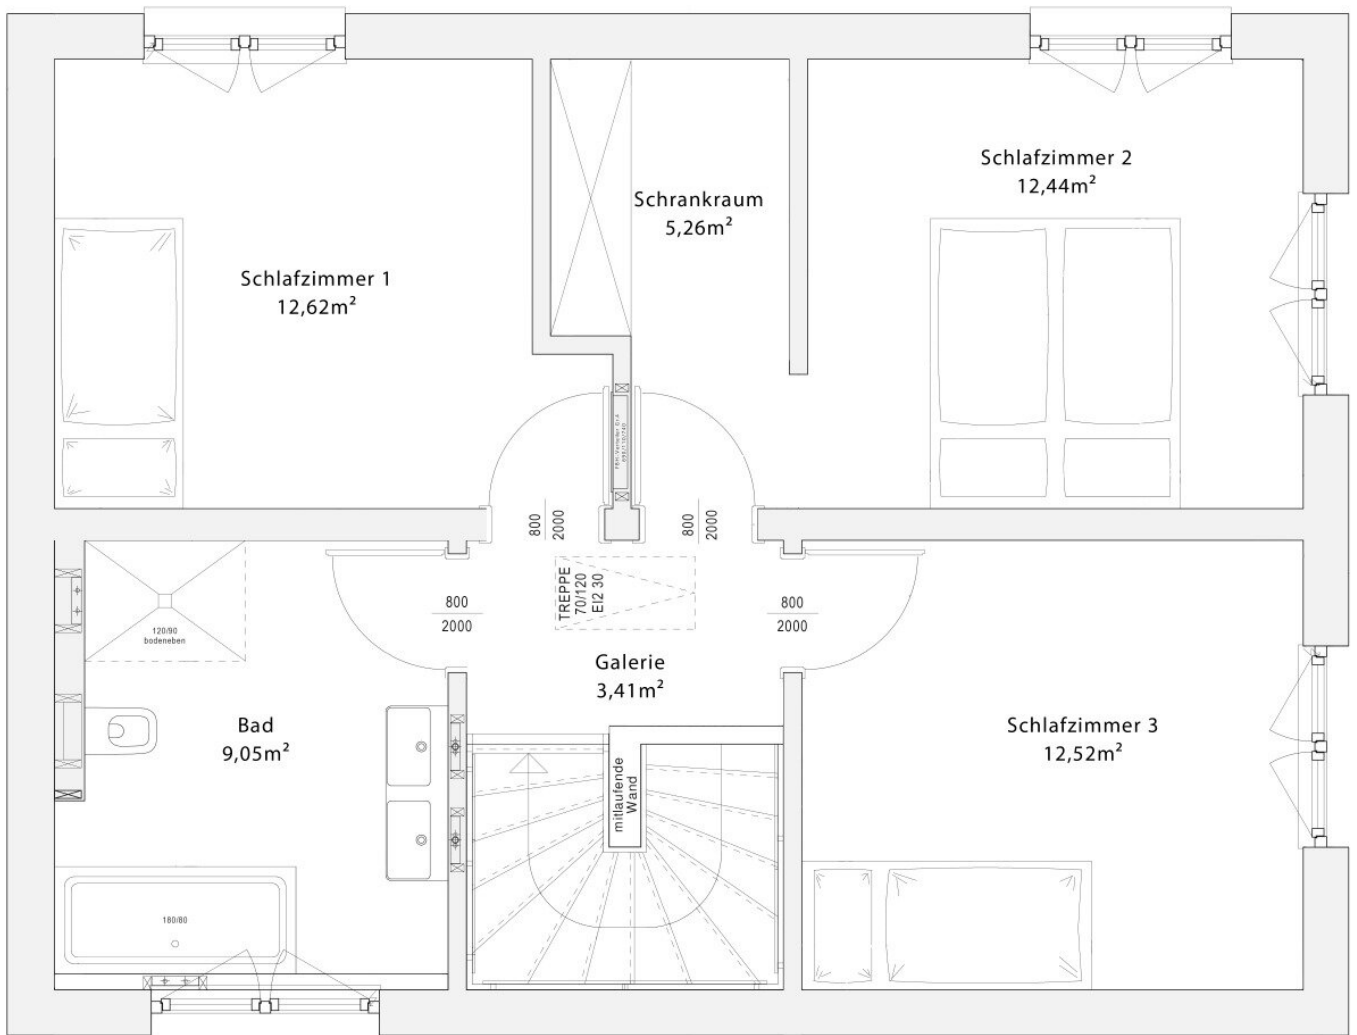 Schlafzimmer 1
12,62m²
Schrankraum
5,26m²
Schlafzimmer 2
12,44m²
800
2000
800
2000
120/90
bodeneben
800
2000
TREPPE
70/120
EI2 30
800
2000
Galerie
3,41m²
Bad
9,05m²
mitlaufende
Wand
Schlafzimmer 3
12,52m²
180/80